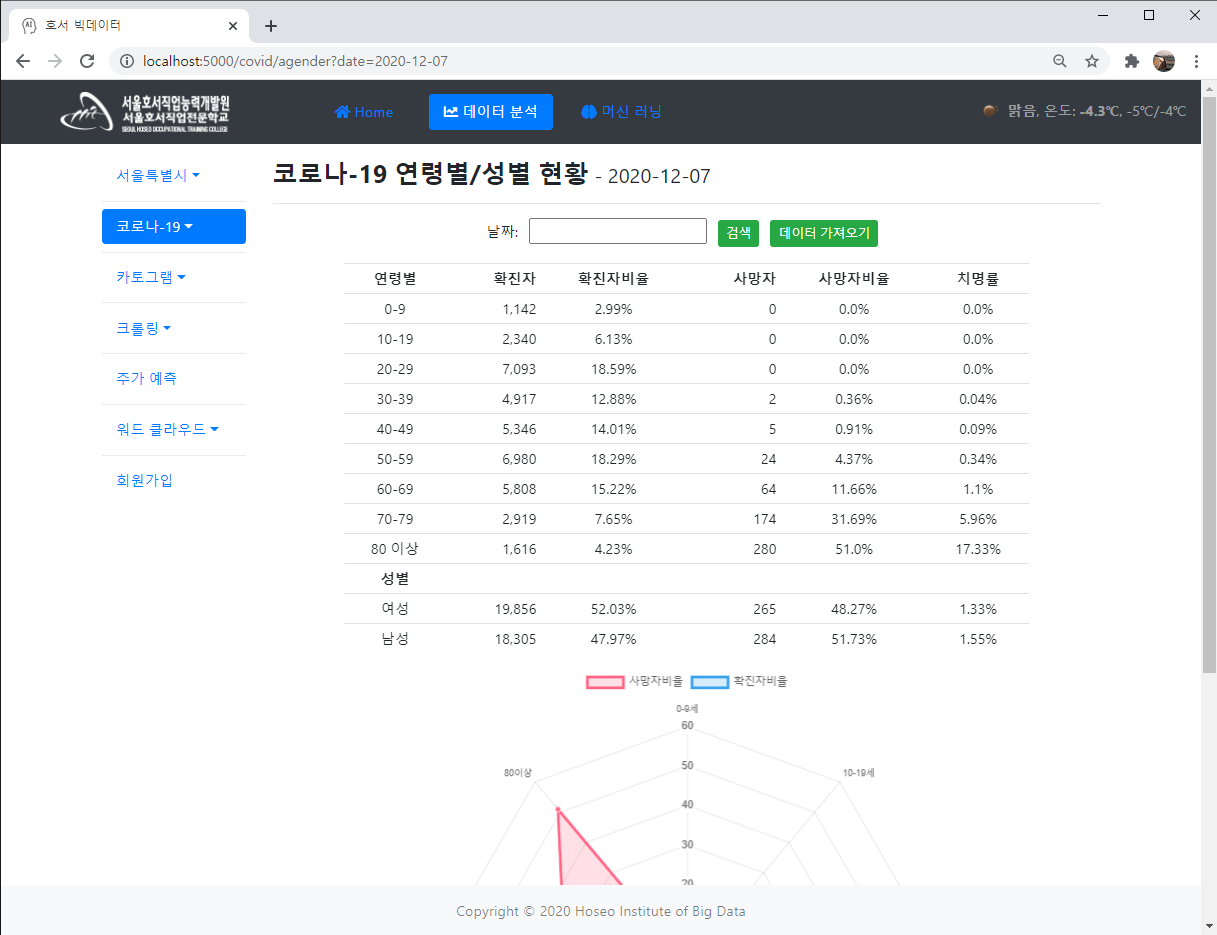 호서 빅데이터
localhost:5000/covid/agender?date=2020-12-07
서울호서직업능력개발원
서울호서직업전문학교
SEOUL HOSEO OCCUPATIONAL TRAINING COLLEGE
Home 데이터 분석 머신 러닝 맑음, 온도: -4.3℃, -5℃/-4℃
서울특별시
코로나-19
카토그램
크롤링
주가 예측
워드 클라우드
회원가입
코로나-19 연령별/성별 현황 - 2020-12-07
날짜: 검색 데이터 가져오기
연령별 확진자 확진자비율 사망자 사망자비율 치명률
0-9 1,142 2.99% 0 0.0% 0.0%
10-19 2,340 6.13% 0 0.0% 0.0%
20-29 7,093 18.59% 0 0.0% 0.0%
30-39 4,917 12.88% 2 0.36% 0.04%
40-49 5,346 14.01% 5 0.91% 0.09%
50-59 6,980 18.29% 24 4.37% 0.34%
60-69 5,808 15.22% 64 11.66% 1.1%
70-79 2,919 7.65% 174 31.69% 5.96%
80 이상 1,616 4.23% 280 51.0% 17.33%
성별
여성 19,856 52.03% 265 48.27% 1.33%
남성 18,305 47.97% 284 51.73% 1.55%
사망자비율 확진자비율
0-9세
60
80이상 50 10-19세
40
30
20
Copyright © 2020 Hoseo Institute of Big Data